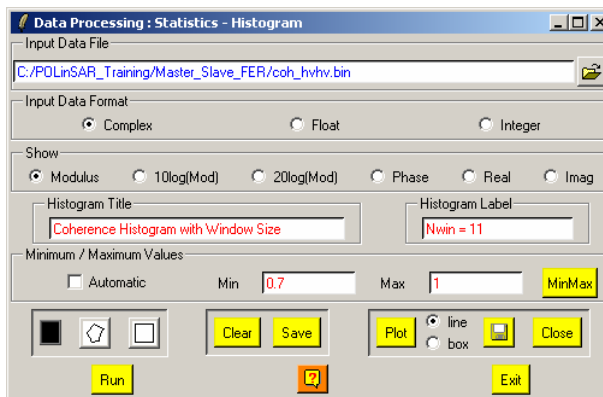 Data Processing : Statistics - Histogram
Input Data File
C:/POLinSAR_Training/Master_Slave_FER/coh_hvhv.bin
Input Data Format
Complex Float Integer
Show
Modulus 10log(Mod) 20log(Mod) Phase Real Imag
Histogram Title Histogram Label
Coherence Histogram with Window Size Nwin = 11
Minimum / Maximum Values
Automatic Min 0.7 Max 1 MinMax
Clear Save Plot line box Close
Run ? Exit